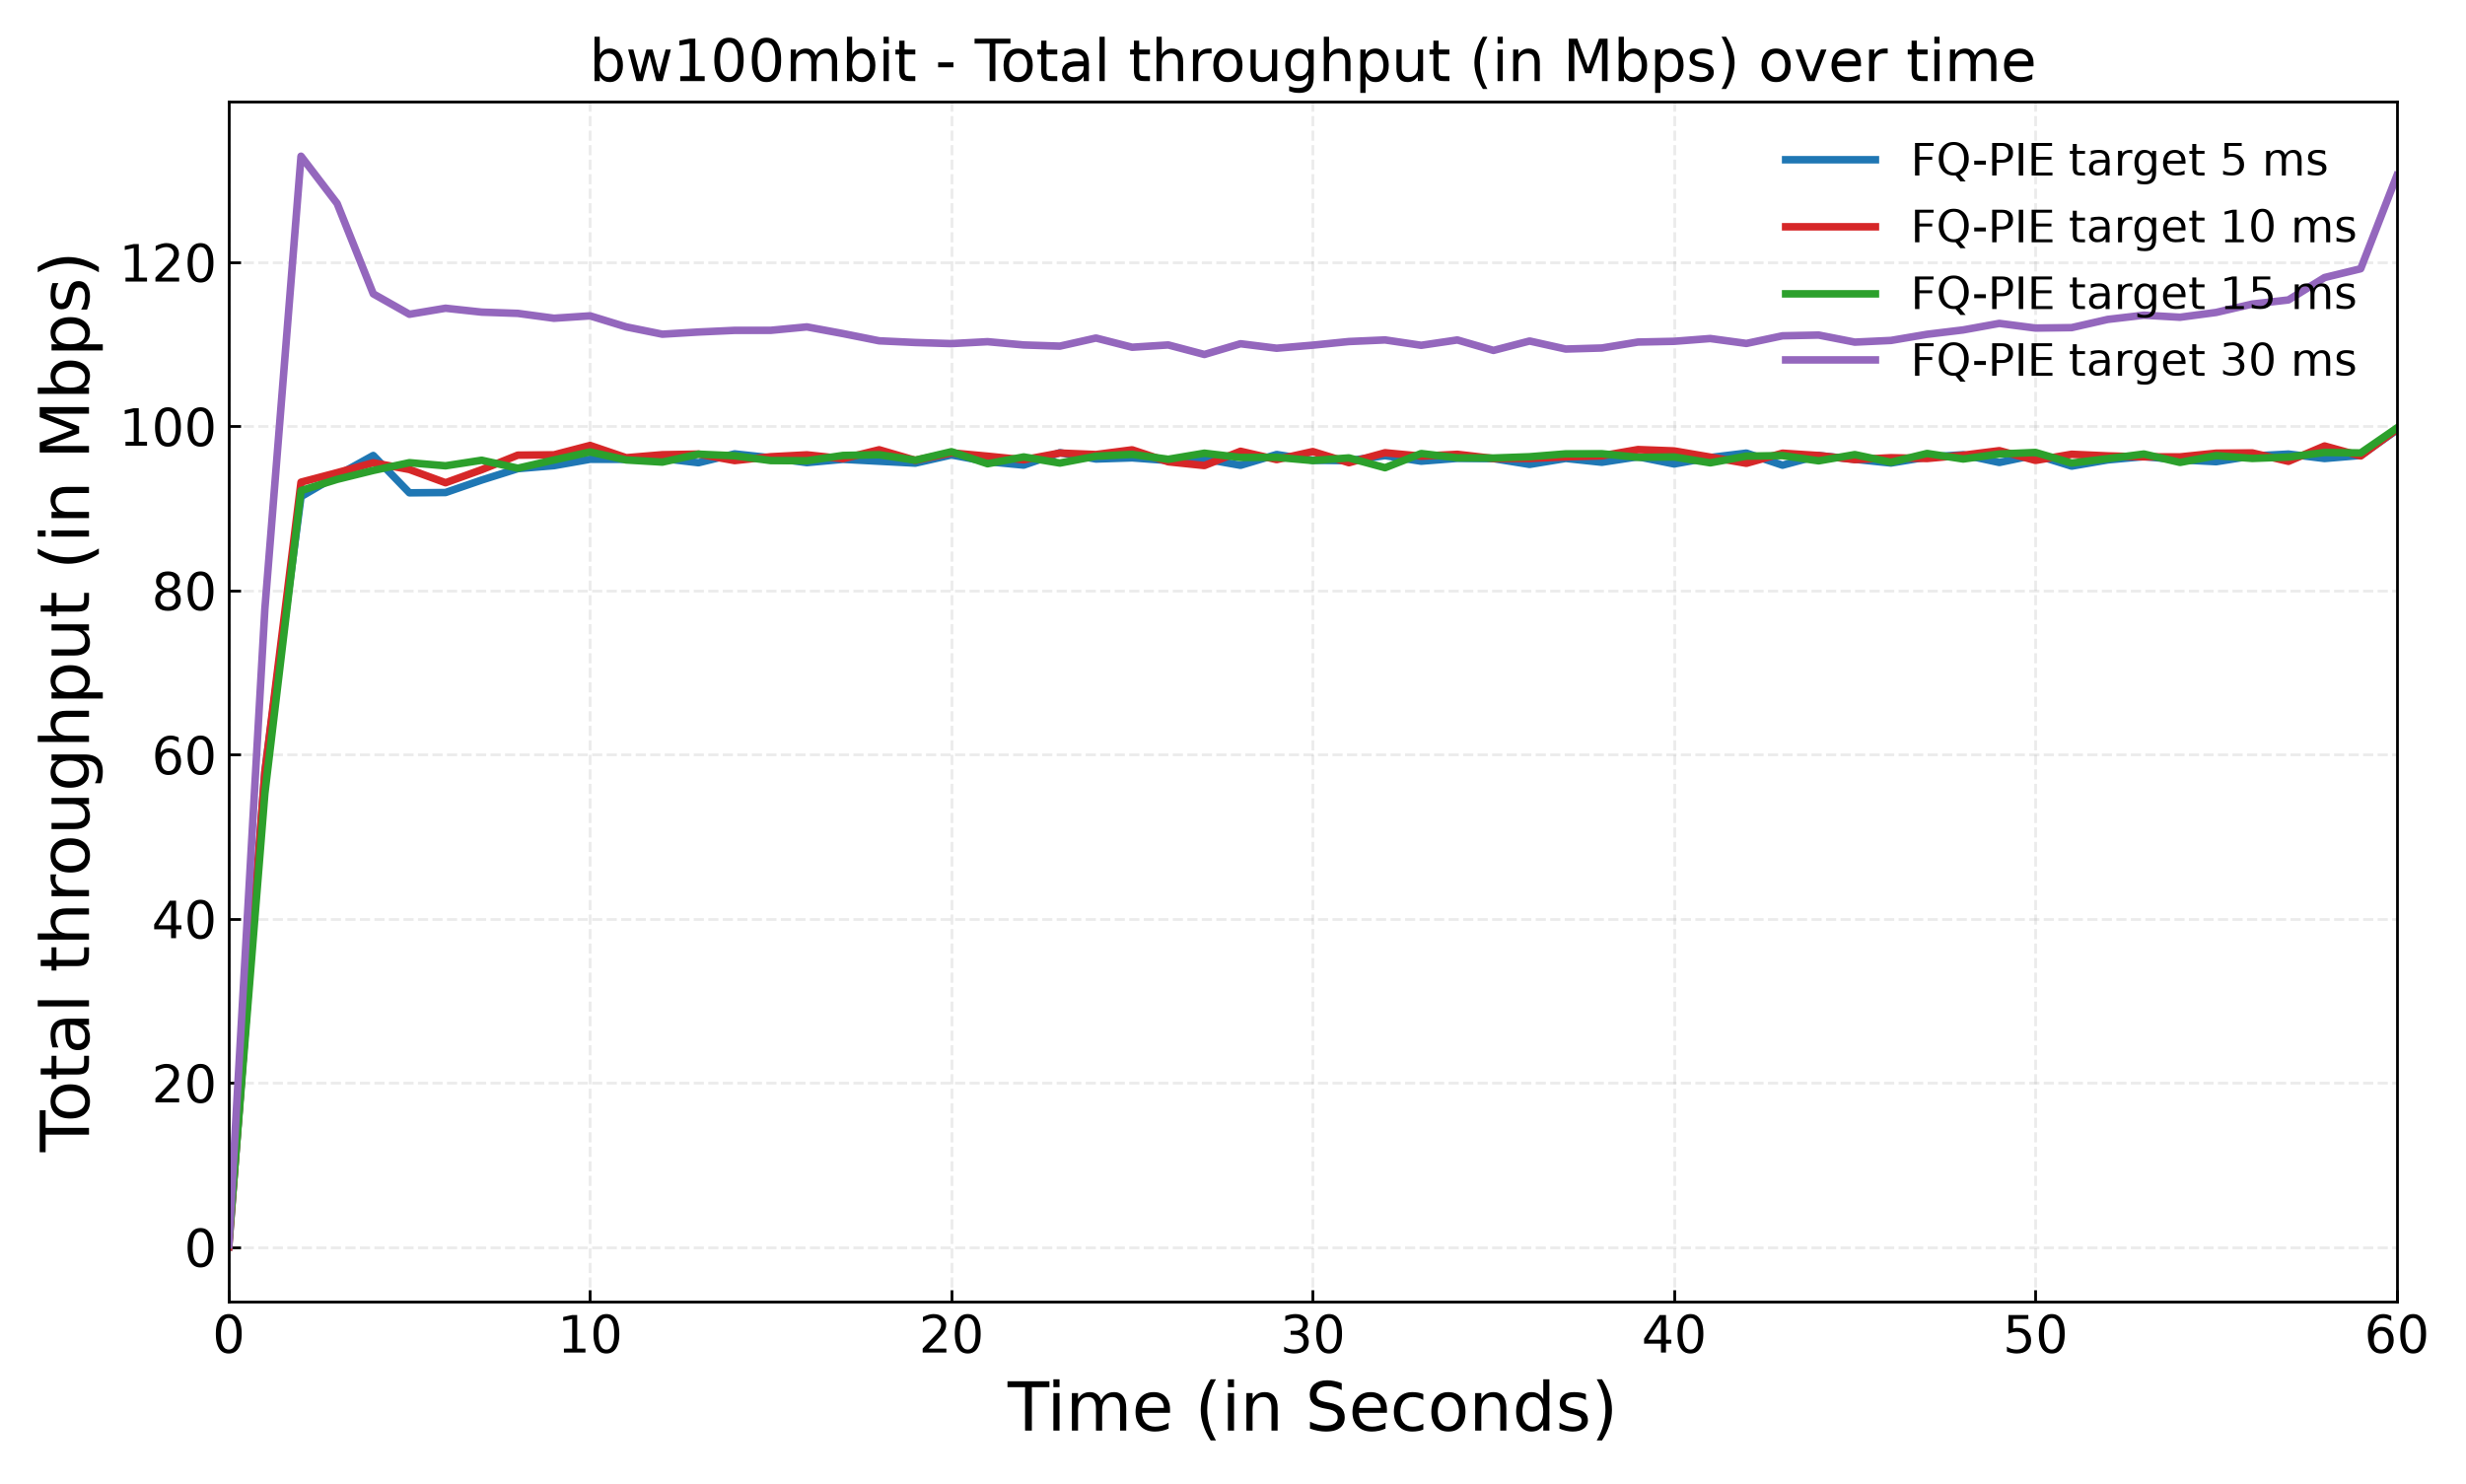 bw100mbit - Total throughput (in Mbps) over time
FQ-PIE target 5 ms
FQ-PIE target 10 ms
FQ-PIE target 15 ms
FQ-PIE target 30 ms
Total throughput (in Mbps)
120
100
80
60
40
20
0
0 10 20 30 40 50 60
Time (in Seconds)